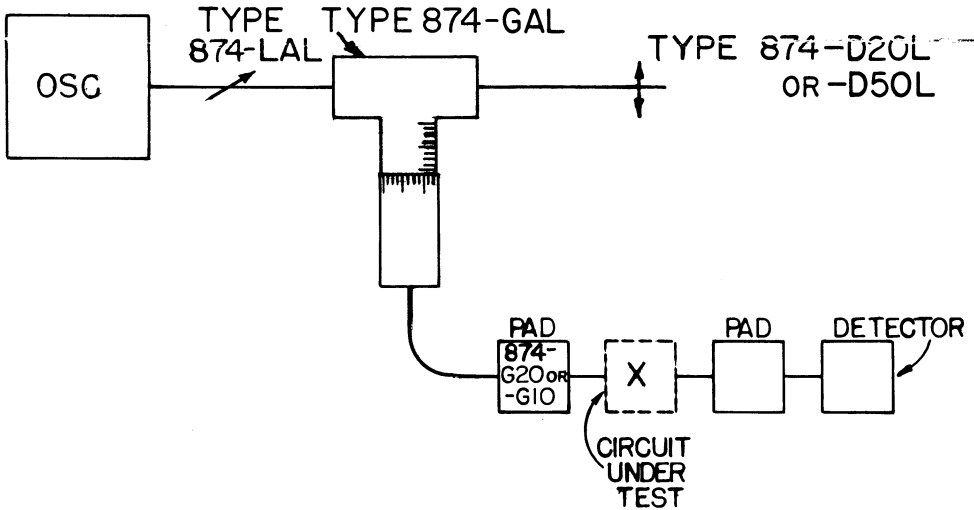 TYPE
874-LAL
TYPE 874-GAL
TYPE 874-D20L
OR -D50L
OSC
PAD
874-
G20 OR
-G10
X
PAD
DETECTOR
CIRCUIT
UNDER
TEST